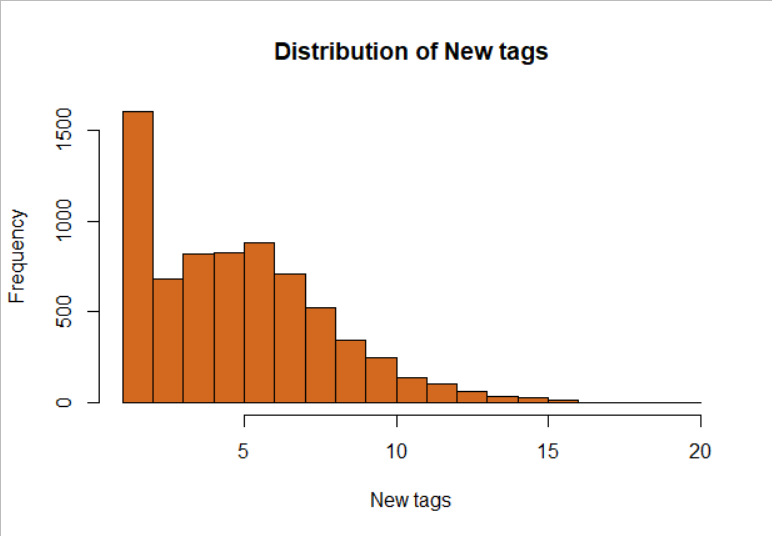 Distribution of New tags
Frequency
1500
1000
500
0
5 10 15 20
New tags